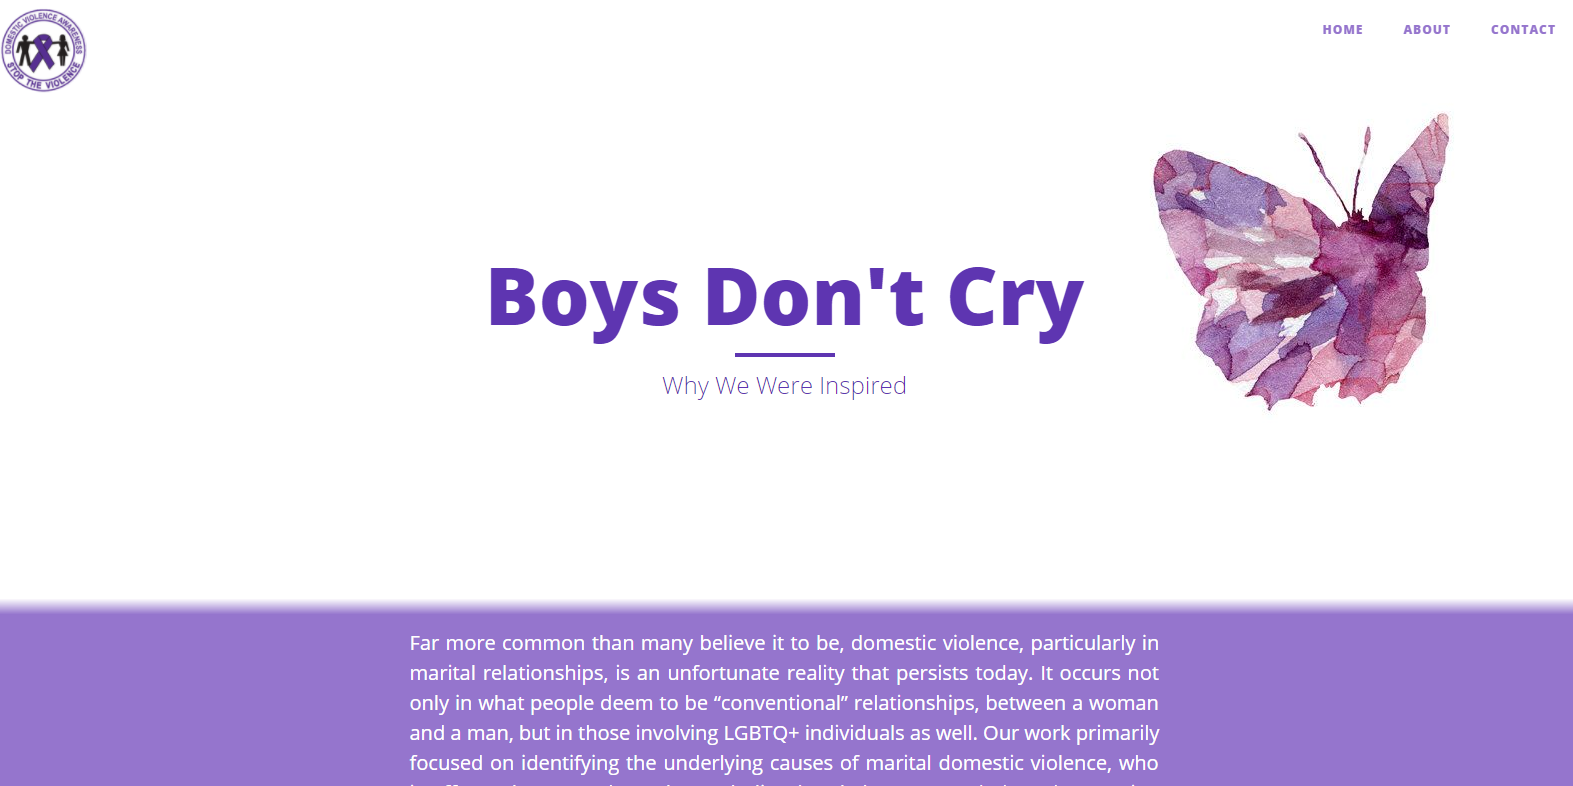 DOMESTIC VIOLENCE AWARENESS
STOP THE VIOLENCE
HOME ABOUT CONTACT
Boys Don't Cry
Why We Were Inspired
Far more common than many believe it to be, domestic violence, particularly in
marital relationships, is an unfortunate reality that persists today. It occurs not
only in what people deem to be “conventional” relationships, between a woman
and a man, but in those involving LGBTQ+ individuals as well. Our work primarily
focused on identifying the underlying causes of marital domestic violence, who